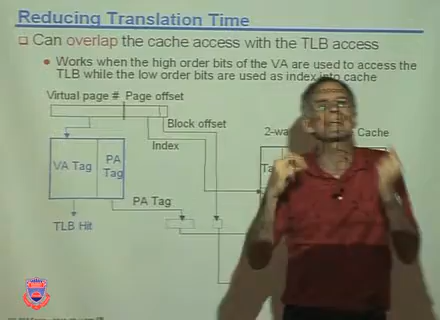 Reducing Translation Time
Can overlap the cache access with the TLB access
Works when the high order bits of the VA are used to access the
TLB while the low order bits are used as index into cache
Virtual page # Page offset
Block offset
2-wa Cache
Index
VA Tag PA Tag
Ta
PA Tag
TLB Hit